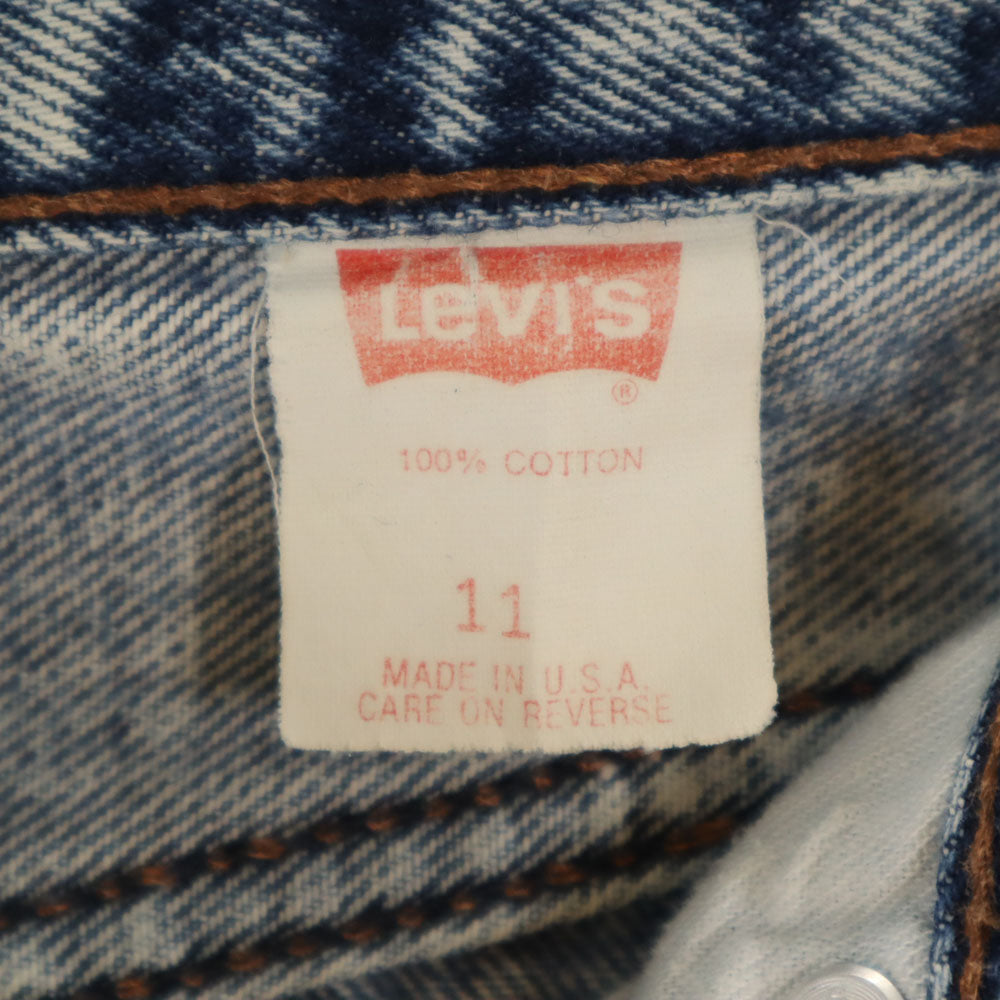 Levi's
®
100% COTTON
11
MADE IN U.S.A.
CARE ON REVERSE